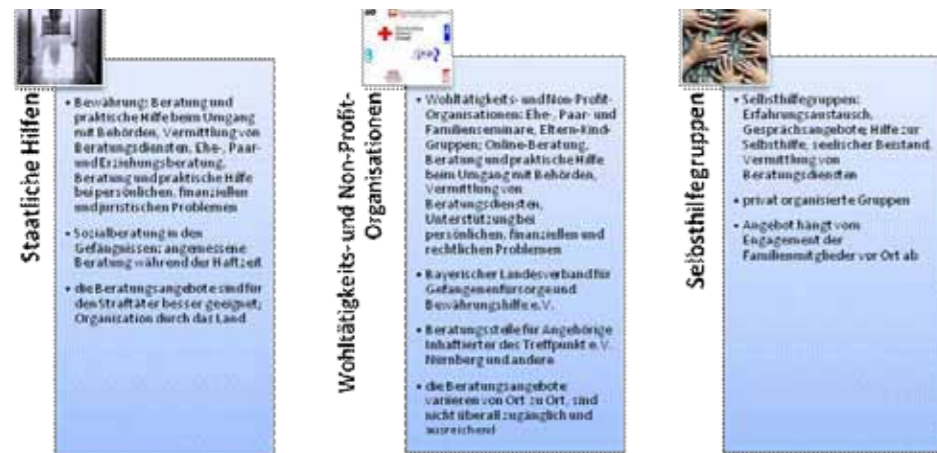 Staatliche Hilfen
• Bewährung: Beratung und
praktische Hilfe beim Umgang
mit Behörden, Vermittlung von
Beratungsdiensten, Ehe-, Paar-
und Erziehungsberatung,
Beratung und praktische Hilfe
bei persönlichen, finanziellen
und juristischen Problemen
• Sozialberatung in den
Gefängnissen: angemessene
Beratung während der Haftzeit
• die Beratungsangebote sind für
den Straftäter besser geeignet;
Organisation durch das Land
Wohltätigkeits- und Non-Profit-
Organisationen
• Wohltätigkeits- und Non-Profit-
Organisationen: Ehe-, Paar- und
Familienseminare, Eltern-Kind-
Gruppen; Online-Beratung,
Beratung und praktische Hilfe
beim Umgang mit Behörden,
Vermittlung von
Beratungsdiensten,
Unterstützung bei
persönlichen, finanziellen und
rechtlichen Problemen
• Bayerischer Landesverband für
Gefangenenfürsorge und
Bewährungshilfe e.V.
• Beratungsstelle für Angehörige
Inhaftierter des Treffpunkt e.V.
Nürnberg und andere
• die Beratungsangebote
variieren von Ort zu Ort, sind
nicht überall zugänglich und
ausreichend
Selbsthilfegruppen
• Selbsthilfegruppen:
Erfahrungsaustausch,
Gesprächsangebote; Hilfe zur
Selbsthilfe, seelischer Beistand,
Vermittlung von
Beratungsdiensten
• privat organisierte Gruppen
• Angebot hängt vom
Engagement der
Familienmitglieder vor Ort ab